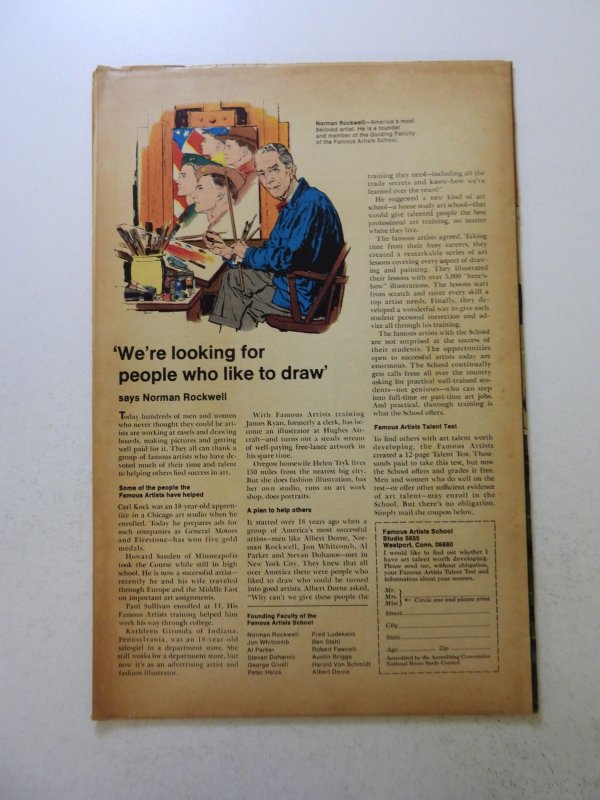 Norman Rockwell—America's most
beloved artist. He is a founder
and member of the Guiding Faculty
of the Famous Artists School.
'We're looking for
people who like to draw'
says Norman Rockwell
Today hundreds of men and women
who never thought they could be art-
ists are working at easels and drawing
boards, making pictures and getting
well paid for it. They all can thank a
group of famous artists who have de-
voted much of their time and talent
to helping others find success in art.
Some of the people the
Famous Artists have helped
Carl Kock was an 18-year-old appren-
tice in a Chicago art studio when he
enrolled. Today he prepares ads for
such companies as General Motors
and Firestone—has won five gold
medals.
Howard Sanden of Minneapolis
took the Course while still in high
school. He is now a successful artist—
recently he and his wife traveled
through Europe and the Middle East
on important art assignments.
Paul Sullivan enrolled at 14. His
Famous Artists training helped him
work his way through college.
Kathleen Gironda of Indiana,
Pennsylvania, was an 18-year-old
salesgirl in a department store. She
still works for a department store, but
now it's as an advertising artist and
fashion illustrator.
With Famous Artists training
James Ryan, formerly a clerk, has be-
come an illustrator at Hughes Air-
craft—and turns out a steady stream
of well-paying free-lance artwork in
his spare time.
Oregon housewife Helen Tryk lives
150 miles from the nearest big city.
But she does fashion illustration, has
her own studio, runs an art work
shop, does portraits.
A plan to help others
It started over 18 years ago when a
group of America's most successful
artists—men like Albert Dorne, Nor-
man Rockwell, Jon Whitcomb, Al
Parker and Stevan Dohanos—met in
New York City. They knew that all
over America there were people who
liked to draw who could be turned
into good artists. Albert Dorne asked,
"Why can't we give these people the
Founding Faculty of the
Famous Artists School
Norman Rockwell
Jon Whitcomb
Al Parker
Stevan Dohanos
George Giusti
Peter Helck
Fred Ludekens
Ben Stahl
Robert Fawcett
Austin Briggs
Harold Von Schmidt
Albert Dorne
training they need—including all the
trade secrets and know-how we've
learned over the years?"
He suggested a new kind of art
school—a home study art school—that
would give talented people the best
professional art training, no matter
where they live.
The famous artists agreed. Taking
time from their busy careers, they
created a remarkable series of art
lessons covering every aspect of draw-
ing and painting. They illustrated
their lessons with over 5,000 "here's-
how" illustrations. The lessons start
from scratch and cover every skill a
top artist needs. Finally, they de-
veloped a wonderful way to give each
student personal correction and ad-
vice all through his training.
The famous artists with the School
are not surprised at the success of
their students. The opportunities
open to successful artists today are
enormous. The School continually
gets calls from all over the country
asking for practical well-trained stu-
dents—not geniuses—who can step
into full-time or part-time art jobs.
And practical, thorough training is
what the School offers.
Famous Artists Talent Test
To find others with art talent worth
developing, the Famous Artists
created a 12-page Talent Test. Thou-
sands paid to take this test, but now
the School offers and grades it free.
Men and women who do well on the
test—or offer other sufficient evidence
of art talent—may enroll in the
School. But there's no obligation.
Simply mail the coupon below.
Famous Artists School
Studio 5655
Westport, Conn. 06880
I would like to find out whether I
have art talent worth developing.
Please send me, without obligation,
your Famous Artists Talent Test and
information about your courses.
Mr.
Mrs.
Miss
Circle one and please print
Street
City
State
Age Zip
Accredited by the Accrediting Commission,
National Home Study Council